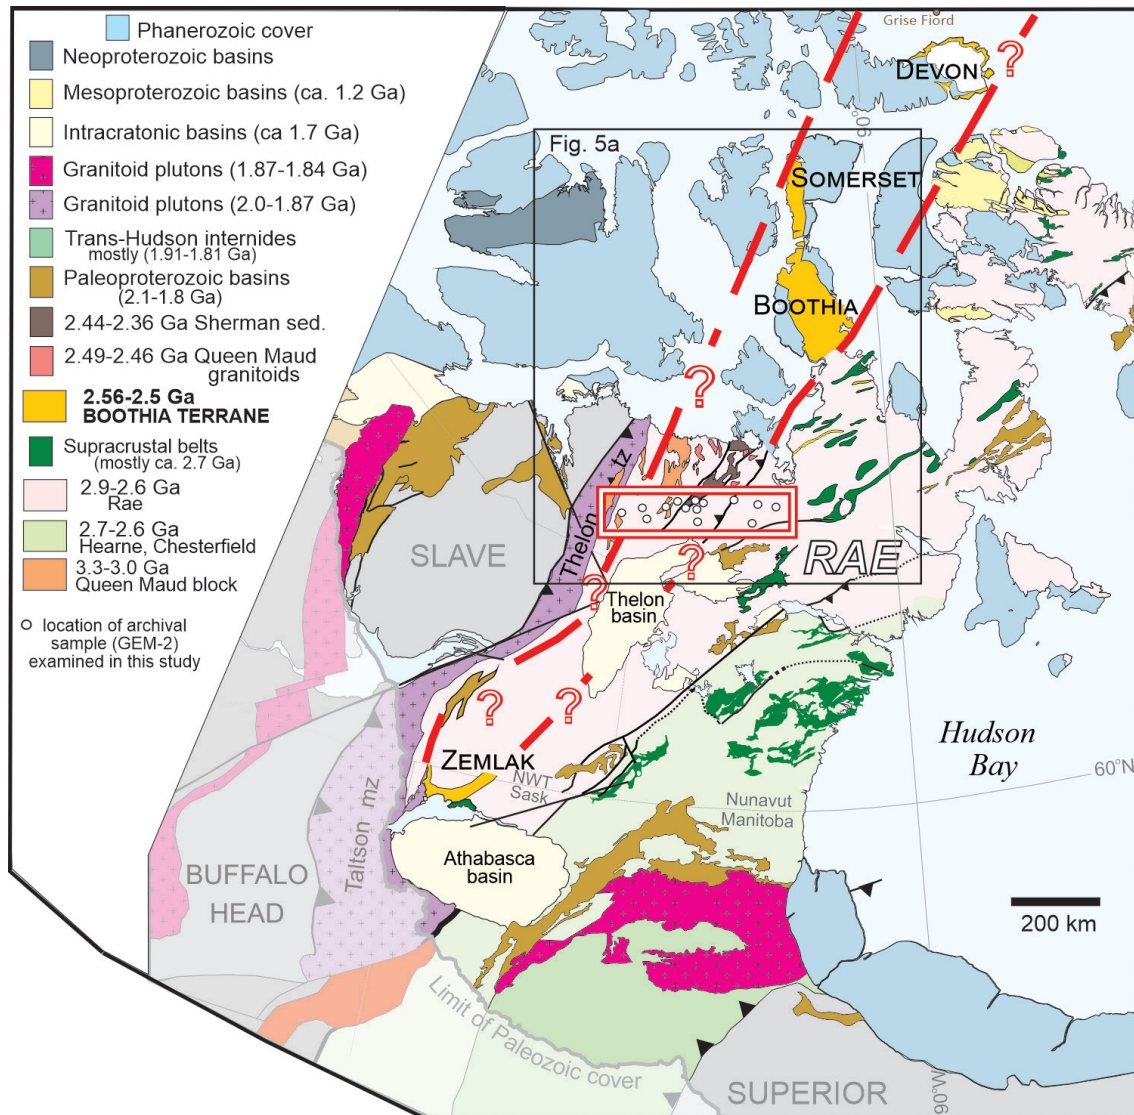 Phanerozoic cover
Neoproterozoic basins
Mesoproterozoic basins (ca. 1.2 Ga)
Intracratonic basins (ca 1.7 Ga)
Granitoid plutons (1.87-1.84 Ga)
Granitoid plutons (2.0-1.87 Ga)
Trans-Hudson internides
mostly (1.91-1.81 Ga)
Paleoproterozoic basins
(2.1-1.8 Ga)
2.44-2.36 Ga Sherman sed.
2.49-2.46 Ga Queen Maud
granitoids
2.56-2.5 Ga
BOOTHIA TERRANE
Supracrustal belts
(mostly ca. 2.7 Ga)
2.9-2.6 Ga
Rae
2.7-2.6 Ga
Hearne, Chesterfield
3.3-3.0 Ga
Queen Maud block
location of archival
sample (GEM-2)
examined in this study
Grise Fiord
DEVON
?
90°
Fig. 5a
SOMERSET
BOOTHIA
?
tz
Thelon
SLAVE
RAE
?
?
Thelon
basin
?
?
ZEMLAK
NWT
Sask
Hudson
Bay
60°N
Nunavut
Manitoba
Athabasca
basin
Taltson mz
BUFFALO
HEAD
200 km
Limit of Paleozoic cover
SUPERIOR
90°W